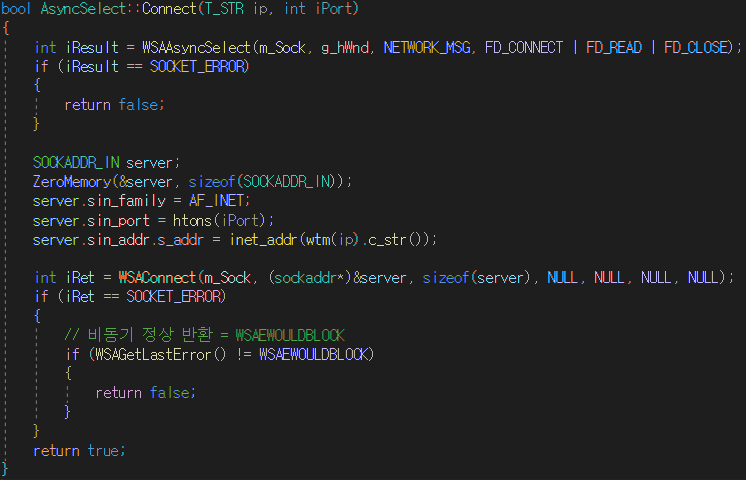 bool AsyncSelect::Connect(T_STR ip, int iPort)
{
    int iResult = WSAAsyncSelect(m_Sock, g_hWnd, NETWORK_MSG, FD_CONNECT | FD_READ | FD_CLOSE);
    if (iResult == SOCKET_ERROR)
    {
        return false;
    }
    SOCKADDR_IN server;
    ZeroMemory(&server, sizeof(SOCKADDR_IN));
    server.sin_family = AF_INET;
    server.sin_port = htons(iPort);
    server.sin_addr.s_addr = inet_addr(wtm(ip).c_str());
    int iRet = WSAConnect(m_Sock, (sockaddr*)&server, sizeof(server), NULL, NULL, NULL, NULL);
    if (iRet == SOCKET_ERROR)
    {
        // 비동기 정상 반환 = WSAEWOULDBLOCK
        if (WSAGetLastError() != WSAEWOULDBLOCK)
        {
            return false;
        }
    }
    return true;
}